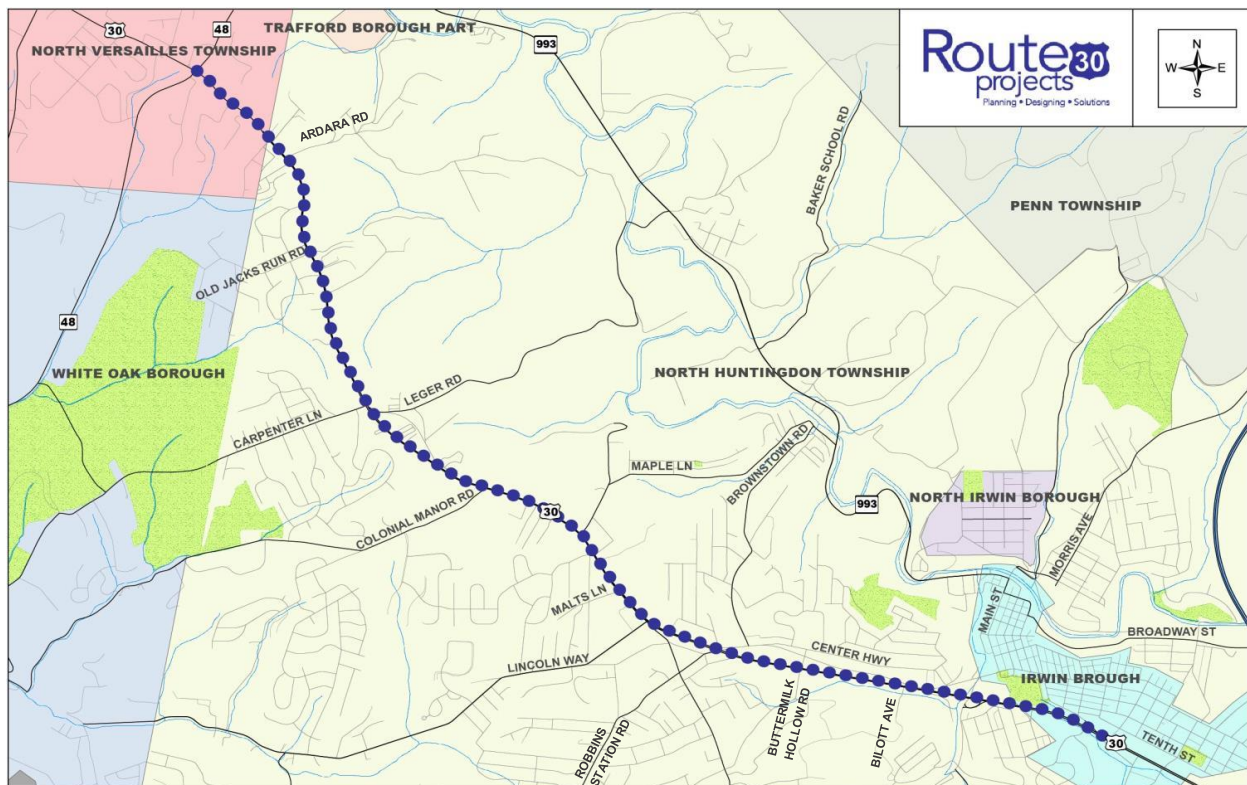 30
48
TRAFFORD BOROUGH PART
NORTH VERSAILLES TOWNSHIP
993
Route 30
projects
Planning • Designing • Solutions
N
W E
S
ARDARA RD
BAKER SCHOOL RD
PENN TOWNSHIP
OLD JACKS RUN RD
48
WHITE OAK BOROUGH
LEGER RD
NORTH HUNTINGDON TOWNSHIP
CARPENTER LN
MAPLE LN
BROWNSTOWN RD
COLONIAL MANOR RD
30
993
NORTH IRWIN BOROUGH
MORRIS AVE
MALTS LN
MAIN ST
BROADWAY ST
LINCOLN WAY
CENTER HWY
IRWIN BROUGH
ROBBINS
STATION RD
BUTTERMILK
HOLLOW RD
BILOTT AVE
30
TENTH ST